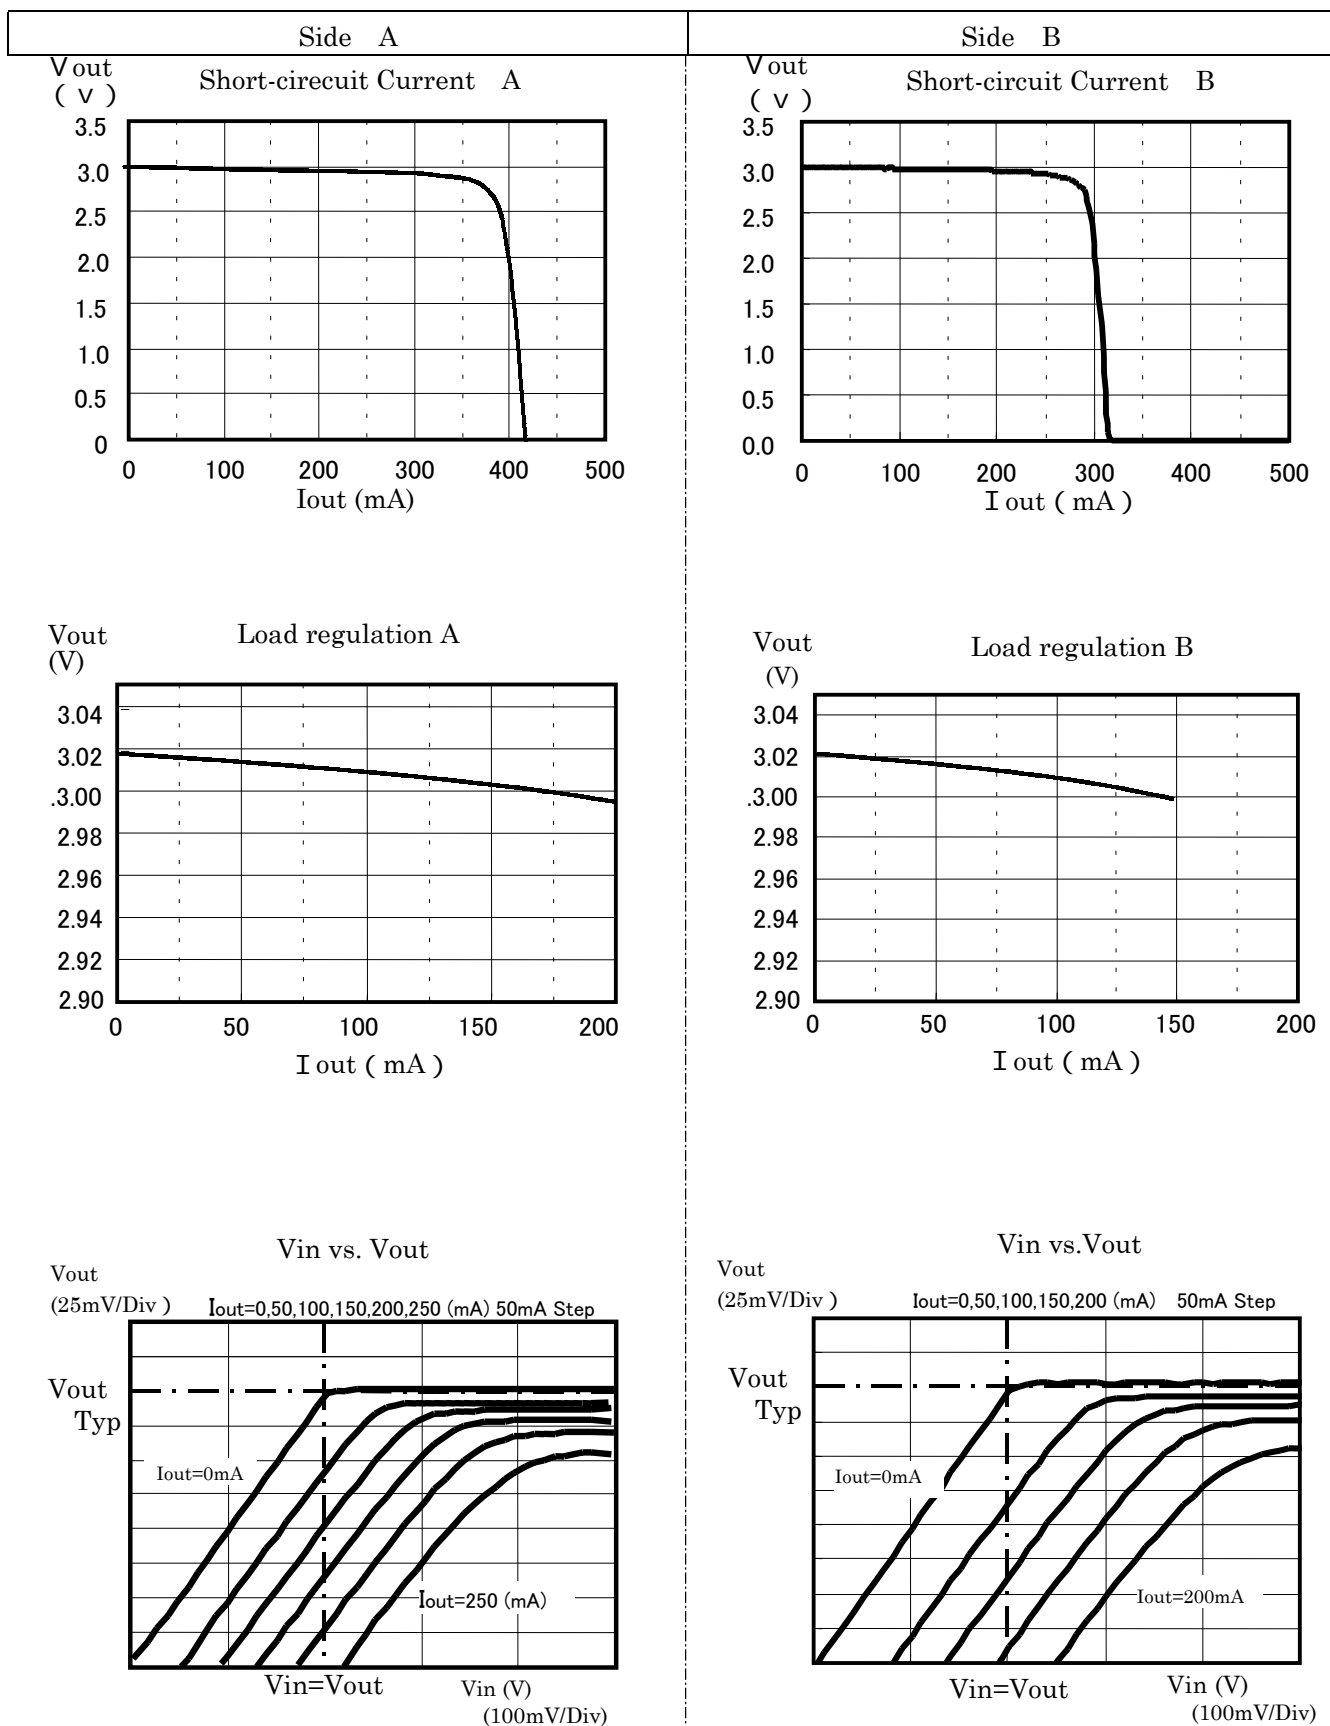 Side A
Side B
Vout
( V )
Short-cirecuit Current A
3.5
3.0
2.5
2.0
1.5
1.0
0.5
0
0 100 200 300 400 500
Iout (mA)
Vout
( V )
Short-circuit Current B
3.5
3.0
2.5
2.0
1.5
1.0
0.5
0.0
0 100 200 300 400 500
I out ( mA )
Vout
(V)
Load regulation A
3.04
3.02
.3.00
2.98
2.96
2.94
2.92
2.90
0 50 100 150 200
I out ( mA )
Vout
(V)
Load regulation B
3.04
3.02
.3.00
2.98
2.96
2.94
2.92
2.90
0 50 100 150 200
I out ( mA )
Vin vs. Vout
Vout
(25mV/Div )
Iout=0,50,100,150,200,250 (mA) 50mA Step
Vout
Typ
Iout=0mA
Iout=250 (mA)
Vin=Vout
Vin (V)
(100mV/Div)
Vin vs.Vout
Vout
(25mV/Div )
Iout=0,50,100,150,200 (mA) 50mA Step
Vout
Typ
Iout=0mA
Iout=200mA
Vin=Vout
Vin (V)
(100mV/Div)